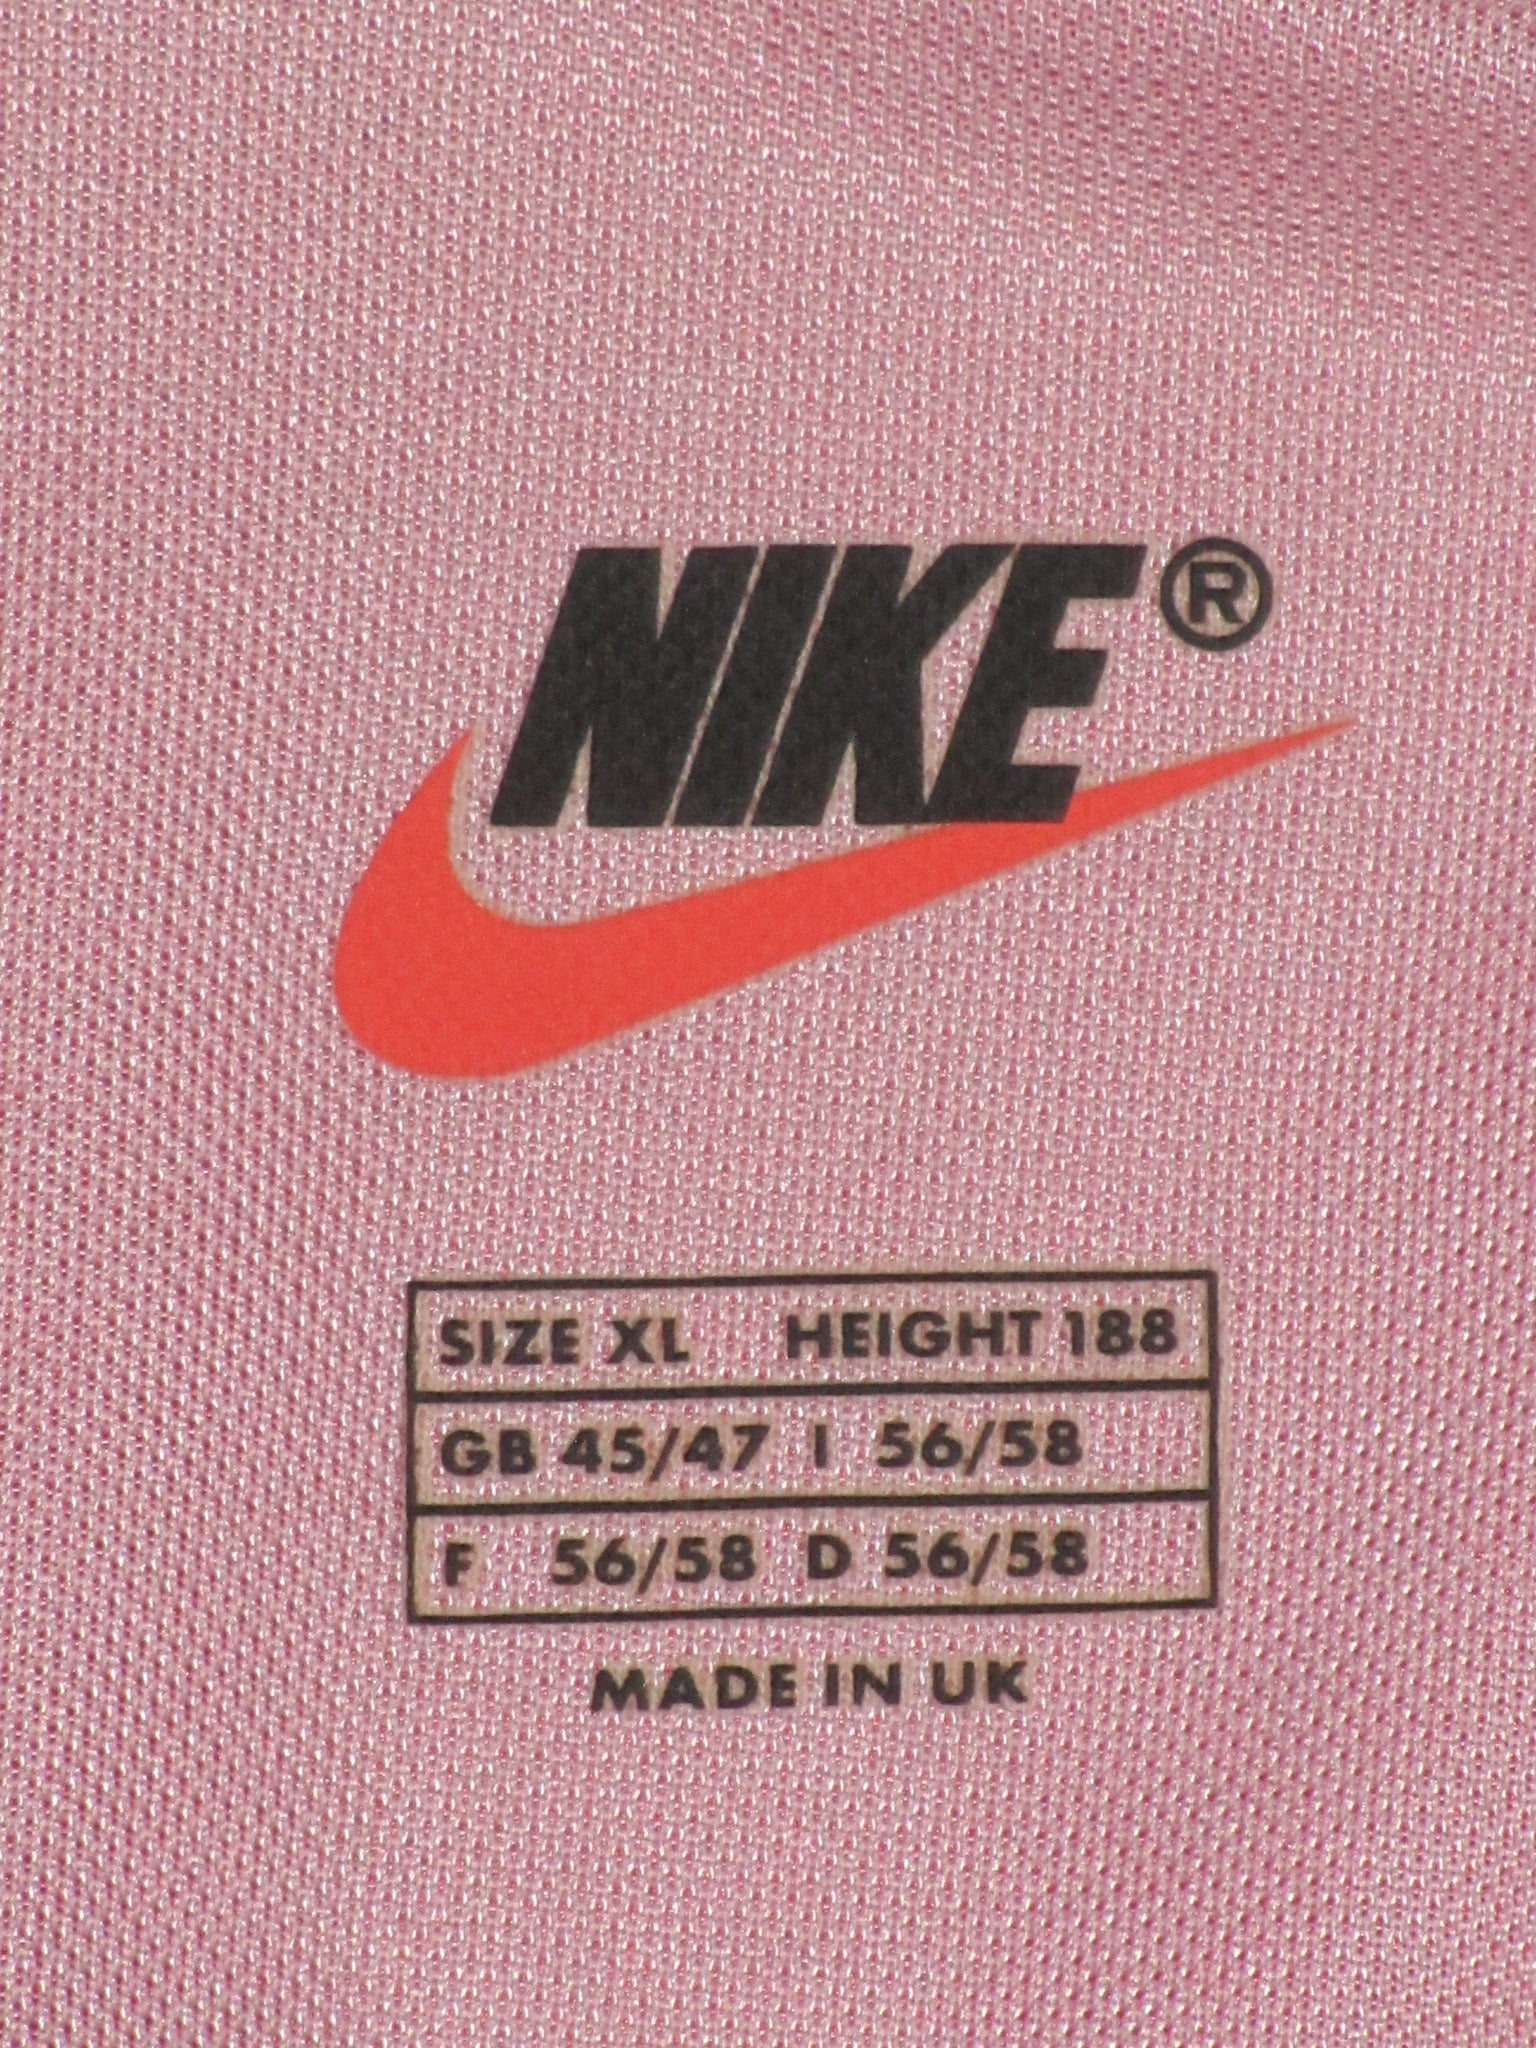 NIKE®
SIZE XL HEIGHT 188
GB 45/47 I 56/58
F 56/58 D 56/58
MADE IN UK